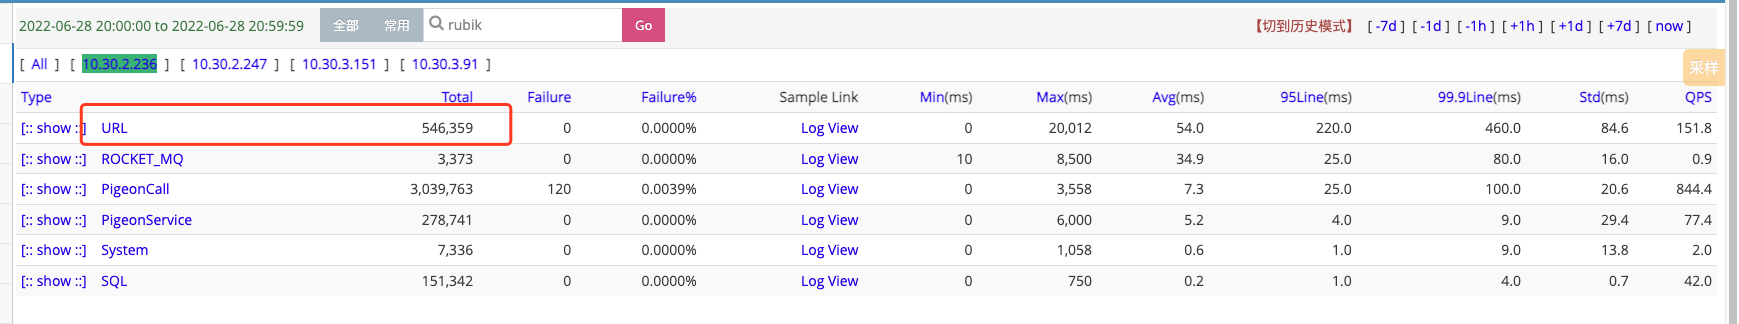 2022-06-28 20:00:00 to 2022-06-28 20:59:59 全部 常用 rubik Go 【切到历史模式】 [ -7d ] [ -1d ] [ -1h ] [ +1h ] [ +1d ] [ +7d ] [ now ]
[ All ] [ 10.30.2.236 ] [ 10.30.2.247 ] [ 10.30.3.151 ] [ 10.30.3.91 ]
采样
Type Total Failure Failure% Sample Link Min(ms) Max(ms) Avg(ms) 95Line(ms) 99.9Line(ms) Std(ms) QPS
[:: show ::] URL 546,359 0 0.0000% Log View 0 20,012 54.0 220.0 460.0 84.6 151.8
[:: show ::] ROCKET_MQ 3,373 0 0.0000% Log View 10 8,500 34.9 25.0 80.0 16.0 0.9
[:: show ::] PigeonCall 3,039,763 120 0.0039% Log View 0 3,558 7.3 25.0 100.0 20.6 844.4
[:: show ::] PigeonService 278,741 0 0.0000% Log View 0 6,000 5.2 4.0 9.0 29.4 77.4
[:: show ::] System 7,336 0 0.0000% Log View 0 1,058 0.6 1.0 9.0 13.8 2.0
[:: show ::] SQL 151,342 0 0.0000% Log View 0 750 0.2 1.0 4.0 0.7 42.0